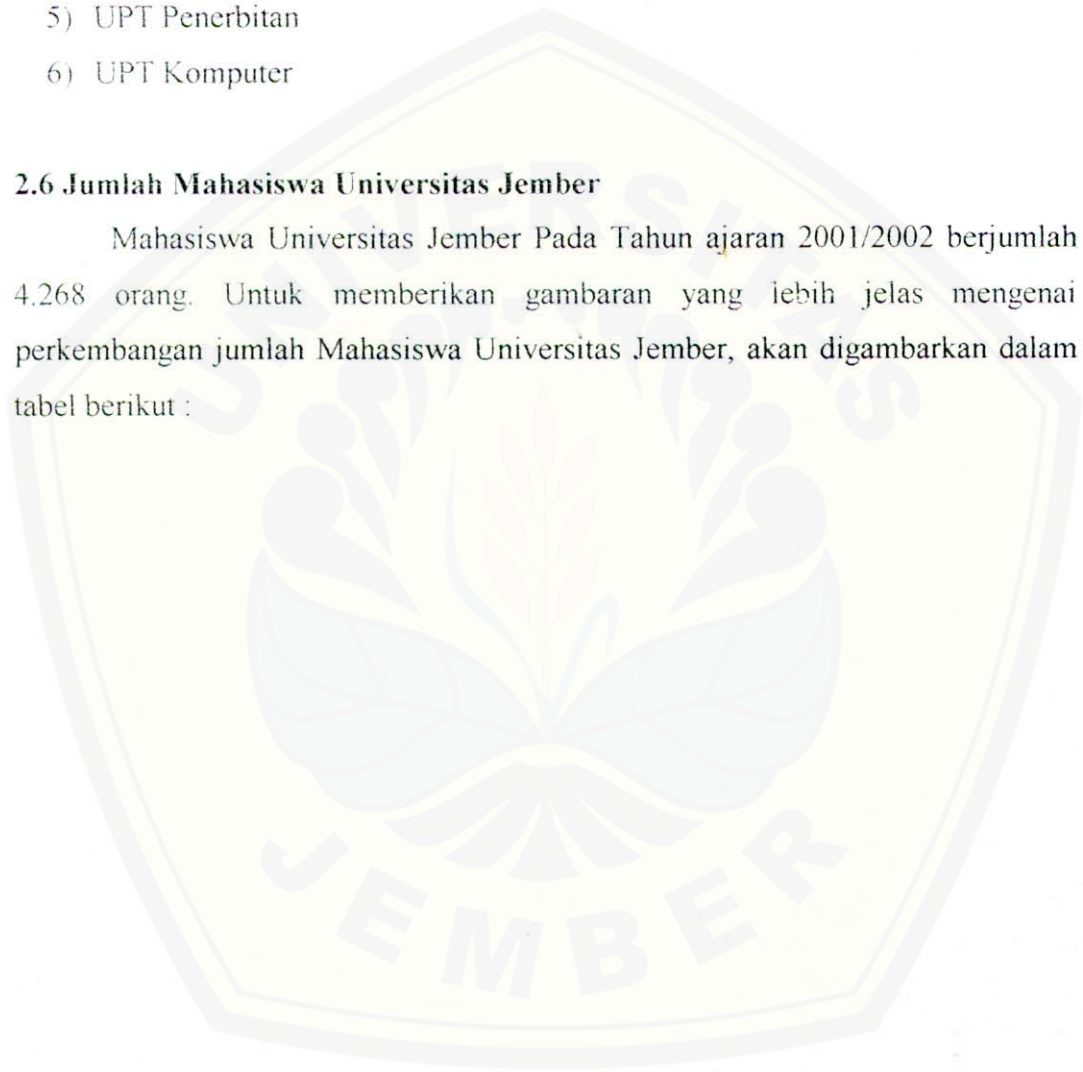 5) UPT Penerbitan
6) UPT Komputer
2.6 Jumlah Mahasiswa Universitas Jember
Mahasiswa Universitas Jember Pada Tahun ajaran 2001/2002 berjumlah
4.268 orang. Untuk memberikan gambaran yang lebih jelas mengenai
perkembangan jumlah Mahasiswa Universitas Jember, akan digambarkan dalam
tabel berikut :
UNIVERSITAS
JEMBER